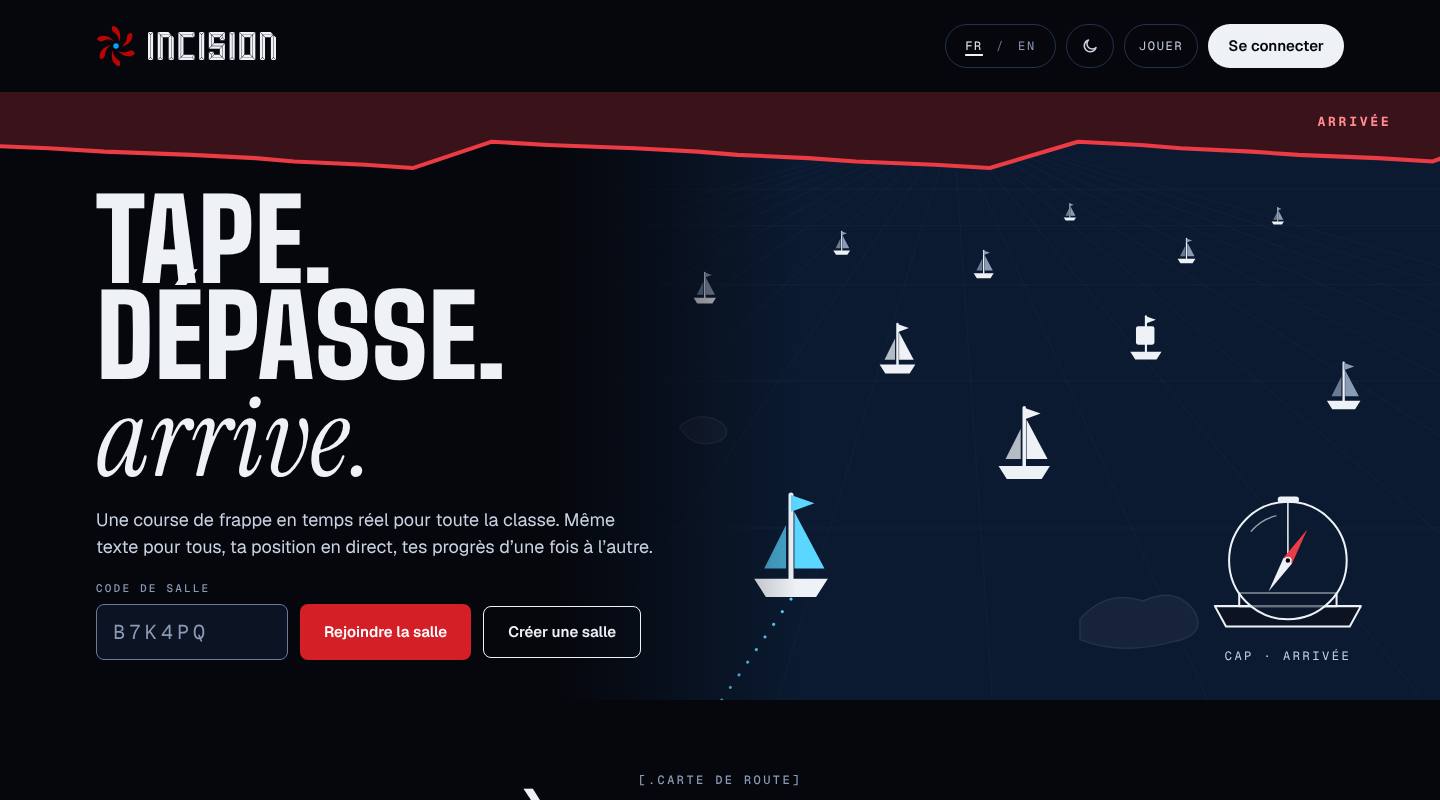 INCISION
FR / EN
JOUER
Se connecter
ARRIVÉE
TAPE.
DÉPASSE.
arrive.
Une course de frappe en temps réel pour toute la classe. Même
texte pour tous, ta position en direct, tes progrès d’une fois à l’autre.
CODE DE SALLE
B7K4PQ
Rejoindre la salle
Créer une salle
CAP · ARRIVÉE
[.CARTE DE ROUTE]